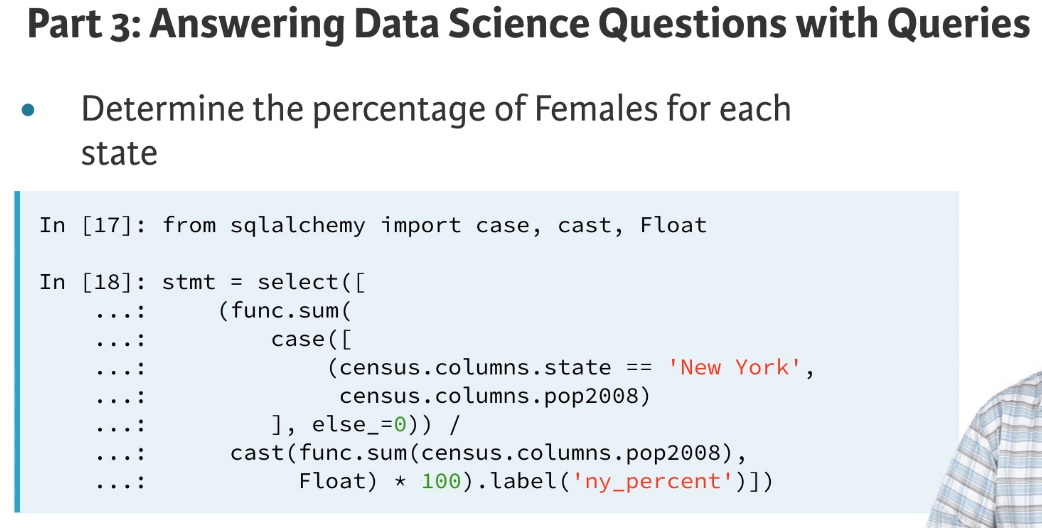 Part 3: Answering Data Science Questions with Queries
• Determine the percentage of Females for each
state
In [17]: from sqlalchemy import case, cast, Float
In [18]: stmt = select([
    ...:     (func.sum(
    ...:         case([
    ...:             (census.columns.state == 'New York',
    ...:              census.columns.pop2008)
    ...:         ], else_=0)) /
    ...:      cast(func.sum(census.columns.pop2008),
    ...:           Float) * 100).label('ny_percent')])